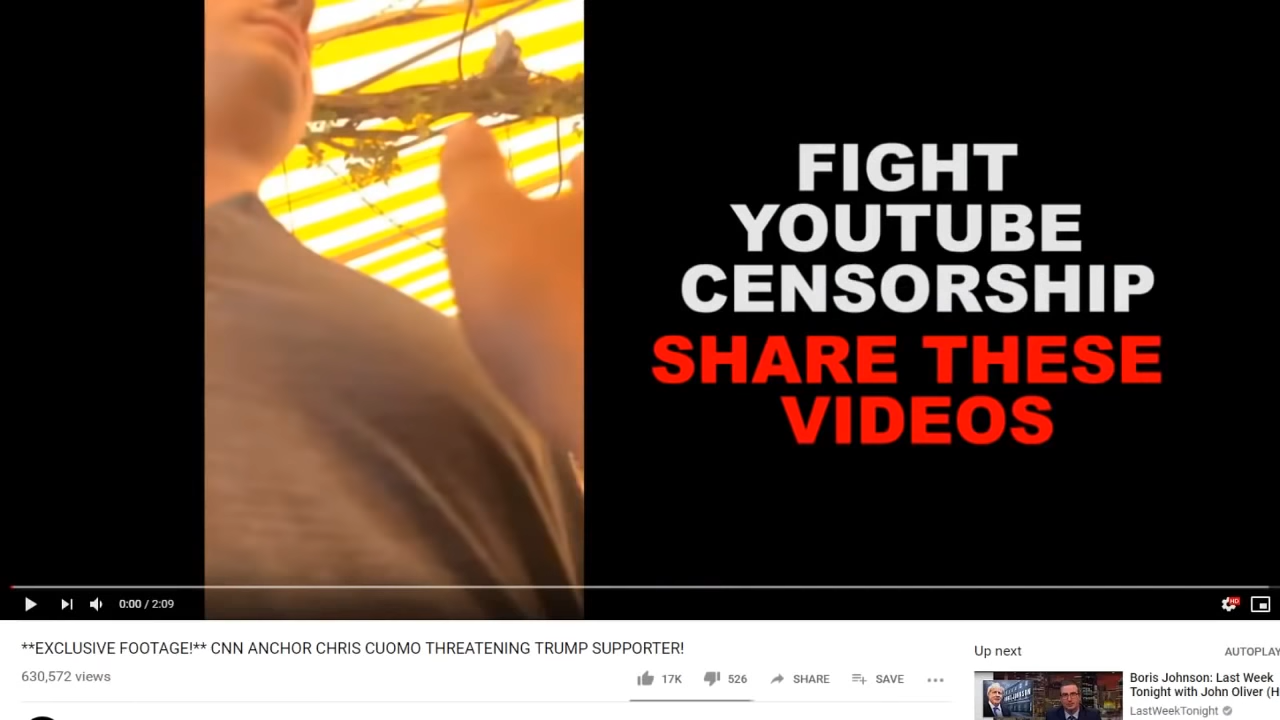 FIGHT
YOUTUBE
CENSORSHIP
SHARE THESE
VIDEOS
0:00 / 2:09
HD
**EXCLUSIVE FOOTAGE!** CNN ANCHOR CHRIS CUOMO THREATENING TRUMP SUPPORTER!
630,572 views
17K
526
SHARE
SAVE
Up next
AUTOPLAY
Boris Johnson: Last Week
Tonight with John Oliver (H
LastWeekTonight